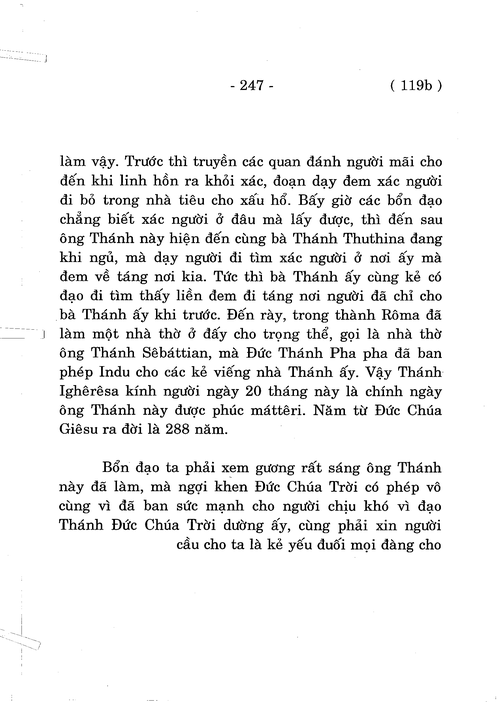 - 247 - ( 119b )
làm vậy. Trước thì truyền các quan đánh người mãi cho
đến khi linh hồn ra khỏi xác, đoạn dạy đem xác người
đi bỏ trong nhà tiêu cho xấu hổ. Bấy giờ các bổn đạo
chẳng biết xác người ở đâu mà lấy được, thì đến sau
ông Thánh này hiện đến cùng bà Thánh Thuthina đang
khi ngủ, mà dạy người đi tìm xác người ở nơi ấy mà
đem về táng nơi kia. Tức thì bà Thánh ấy cùng kẻ có
đạo đi tìm thấy liền đem đi táng nơi người đã chỉ cho
bà Thánh ấy khi trước. Đến rày, trong thành Rôma đã
làm một nhà thờ ở đấy cho trọng thể, gọi là nhà thờ
ông Thánh Sêbáttian, mà Đức Thánh Pha pha đã ban
phép Indu cho các kẻ viếng nhà Thánh ấy. Vậy Thánh
Ighêrêsa kính người ngày 20 tháng này là chính ngày
ông Thánh này được phúc máttêri. Năm từ Đức Chúa
Giêsu ra đời là 288 năm.
Bổn đạo ta phải xem gương rất sáng ông Thánh
này đã làm, mà ngợi khen Đức Chúa Trời có phép vô
cùng vì đã ban sức mạnh cho người chịu khó vì đạo
Thánh Đức Chúa Trời dường ấy, cùng phải xin người
cầu cho ta là kẻ yếu đuối mọi đàng cho